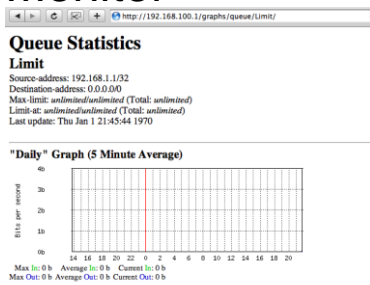 http://192.168.100.1/graphs/queue/Limit/
Queue Statistics
Limit
Source-address: 192.168.1.1/32
Destination-address: 0.0.0.0/0
Max-limit: unlimited/unlimited (Total: unlimited)
Limit-at: unlimited/unlimited (Total: unlimited)
Last update: Thu Jan 1 21:45:44 1970
"Daily" Graph (5 Minute Average)
4b
3b
2b
1b
0b
Bits per second
14 16 18 20 22 0 2 4 6 8 10 12 14 16 18 20
Max In: 0 b Average In: 0 b Current In: 0 b
Max Out: 0 b Average Out: 0 b Current Out: 0 b